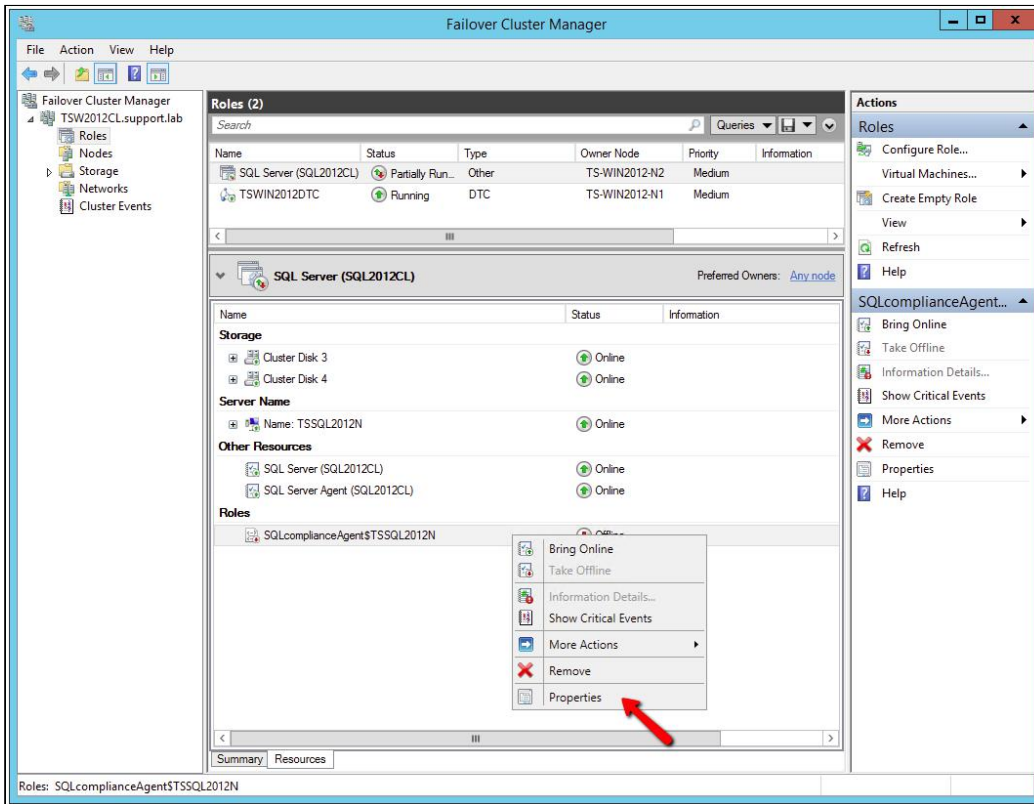 Failover Cluster Manager
File Action View Help
Failover Cluster Manager
TSW2012CL.support.lab
Roles
Nodes
Storage
Networks
Cluster Events
Roles (2)
Search
Queries
Name Status Type Owner Node Priority Information
SQL Server (SQL2012CL) Partially Run... Other TS-WIN2012-N2 Medium
TSWIN2012DTC Running DTC TS-WIN2012-N1 Medium
SQL Server (SQL2012CL) Preferred Owners: Any node
Name Status Information
Storage
Cluster Disk 3 Online
Cluster Disk 4 Online
Server Name
Name: TSSQL2012N Online
Other Resources
SQL Server (SQL2012CL) Online
SQL Server Agent (SQL2012CL) Online
Roles
SQLcomplianceAgent$TSSQL2012N
Bring Online
Take Offline
Information Details...
Show Critical Events
More Actions
Remove
Properties
Summary Resources
Actions
Roles
Configure Role...
Virtual Machines...
Create Empty Role
View
Refresh
Help
SQLcomplianceAgent...
Bring Online
Take Offline
Information Details...
Show Critical Events
More Actions
Remove
Properties
Help
Roles: SQLcomplianceAgent$TSSQL2012N